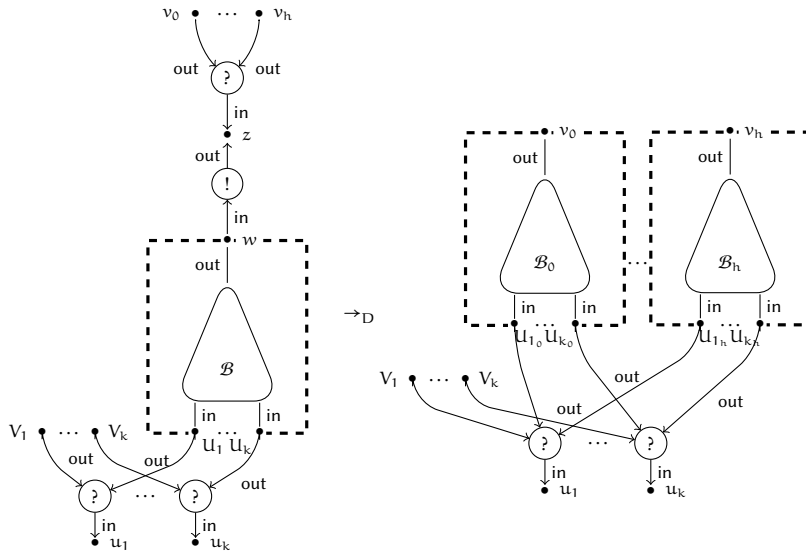 v₀ ⋯ vₕ
out out
?
in
z
out
!
in
w
out
ℬ
in in
V₁ ⋯ Vₖ U₁ ⋯ Uₖ
out out out
? ⋯ ?
in in
u₁ uₖ
→D
v₀ vₕ
out out
ℬ₀ ⋯ ℬₕ
in in in in
U₁₀ ⋯ Uₖ₀ U₁ₕ ⋯ Uₖₕ
V₁ ⋯ Vₖ out
out out
? ⋯ ?
in in
u₁ uₖ